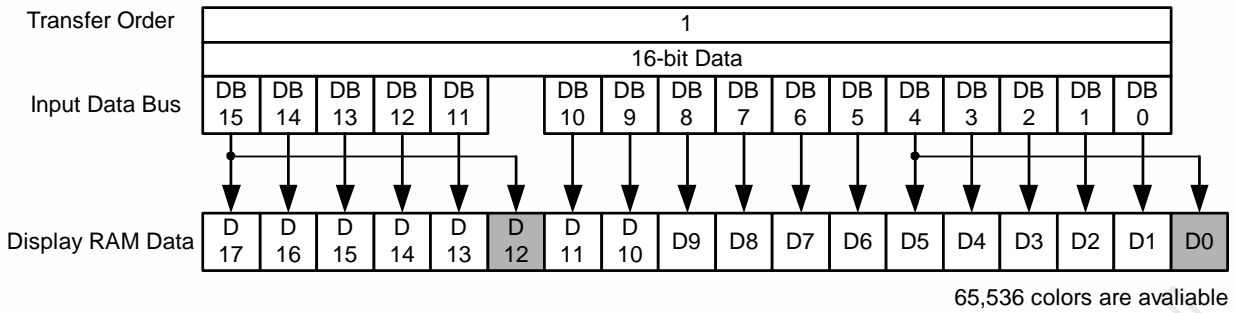 Transfer Order 1
16-bit Data
Input Data Bus DB 15 DB 14 DB 13 DB 12 DB 11 DB 10 DB 9 DB 8 DB 7 DB 6 DB 5 DB 4 DB 3 DB 2 DB 1 DB 0
Display RAM Data D 17 D 16 D 15 D 14 D 13 D 12 D 11 D 10 D9 D8 D7 D6 D5 D4 D3 D2 D1 D0
65,536 colors are avaliable